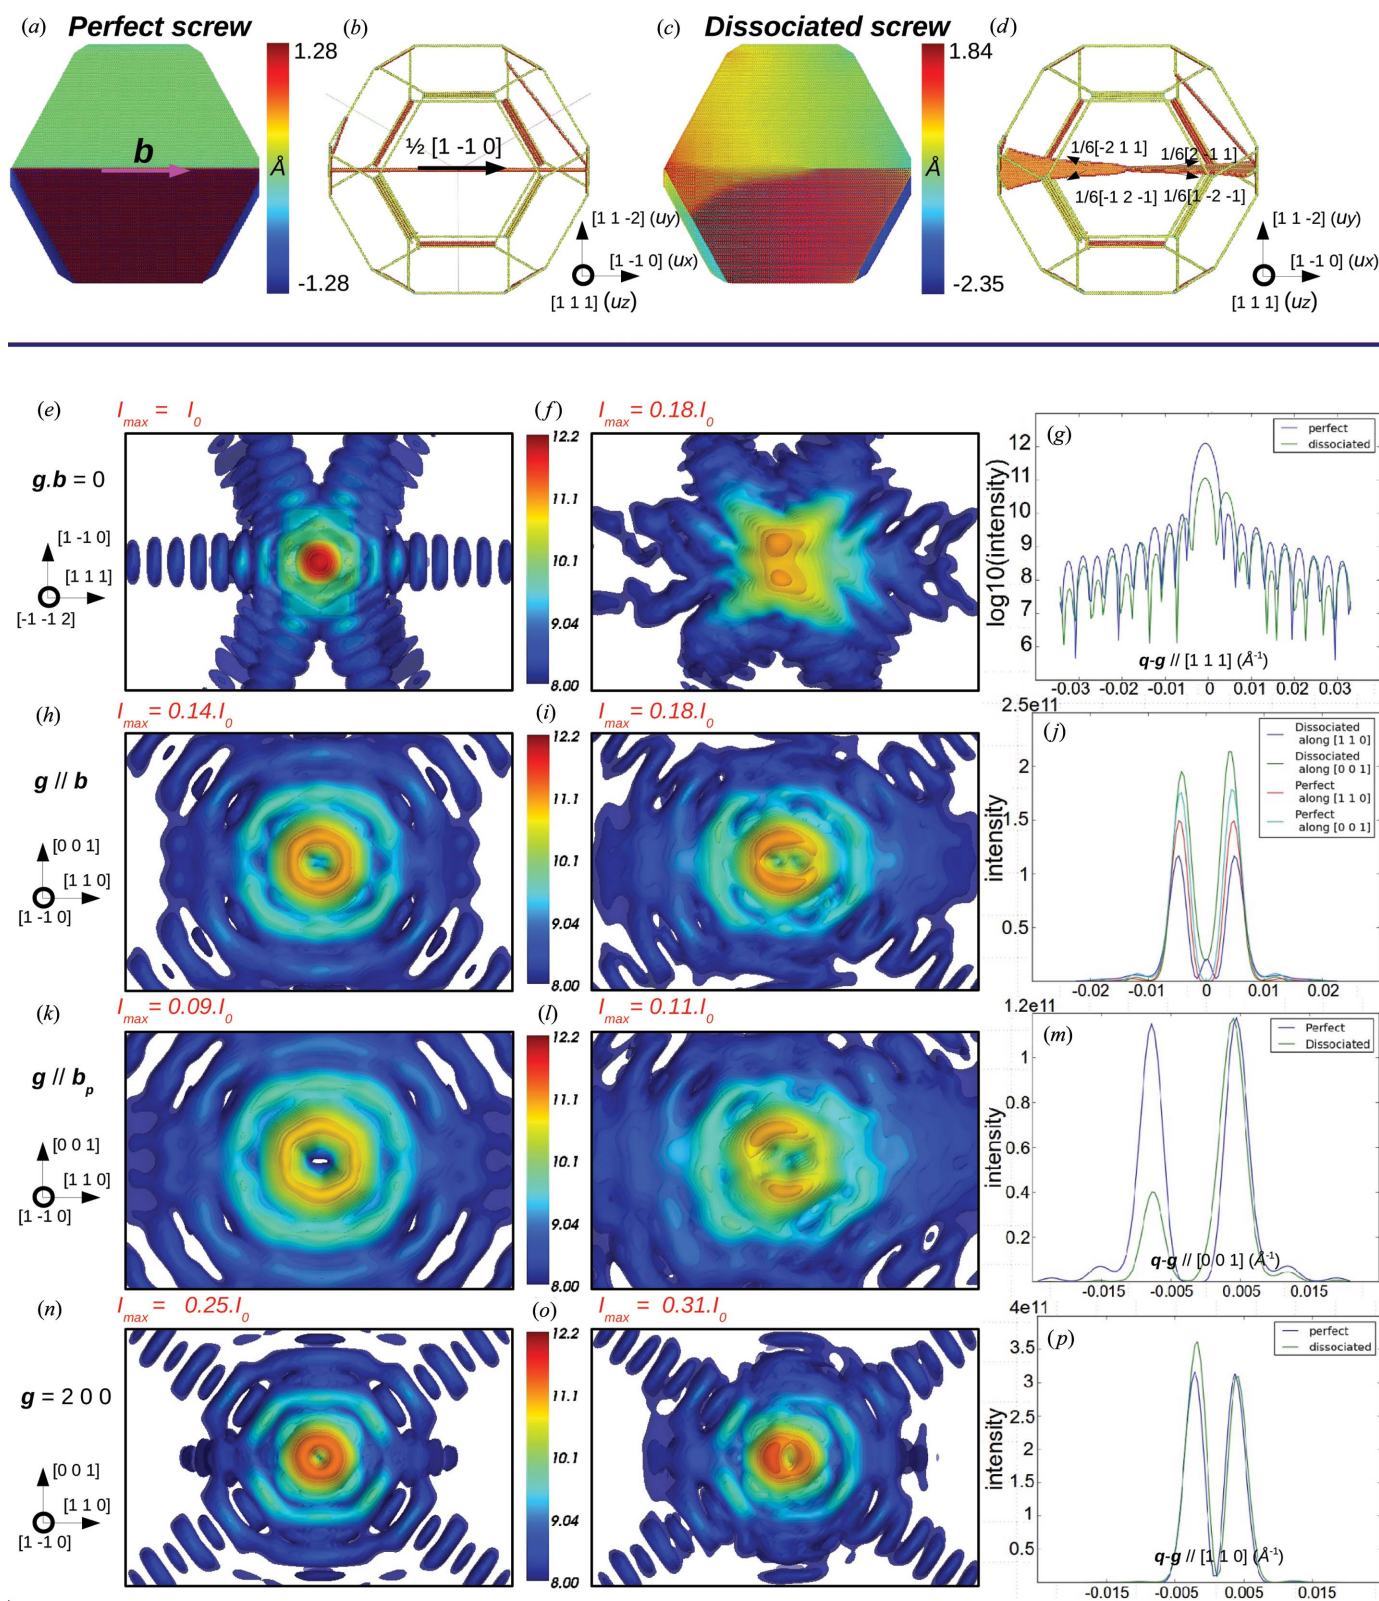 (a) Perfect screw
(b)
(c) Dissociated screw
(d)
b
1.28
Å
-1.28
½ [1 -1 0]
[1 1 -2] (uy)
[1 -1 0] (ux)
[1 1 1] (uz)
1.84
Å
-2.35
1/6[-2 1 1]
1/6[2 -1 1]
1/6[-1 2 -1]
1/6[1 -2 -1]
[1 1 -2] (uy)
[1 -1 0] (ux)
[1 1 1] (uz)
(e) Imax = I0
g.b = 0
[1 -1 0]
[1 1 1]
[-1 -1 2]
12.2
11.1
10.1
9.04
8.00
(f) Imax = 0.18.I0
(g)
perfect
dissociated
log10(intensity)
12
11
10
9
8
7
6
q-g // [1 1 1] (Å-1)
-0.03 -0.02 -0.01 0 0.01 0.02 0.03
(h) Imax = 0.14.I0
g // b
[0 0 1]
[1 1 0]
[1 -1 0]
12.2
11.1
10.1
9.04
8.00
(i) Imax = 0.18.I0
2.5e11
(j)
Dissociated
along [1 1 0]
Dissociated
along [0 0 1]
Perfect
along [1 1 0]
Perfect
along [0 0 1]
intensity
2
1.5
1
0.5
-0.02 -0.01 0 0.01 0.02
(k) Imax = 0.09.I0
g // bp
[0 0 1]
[1 1 0]
[1 -1 0]
12.2
11.1
10.1
9.04
8.00
(l) Imax = 0.11.I0
1.2e11
(m)
Perfect
Dissociated
intensity
1
0.8
0.6
0.4
0.2
q-g // [0 0 1] (Å-1)
-0.015 -0.005 0.005 0.015
(n) Imax = 0.25.I0
g = 2 0 0
[0 0 1]
[1 1 0]
[1 -1 0]
12.2
11.1
10.1
9.04
8.00
(o) Imax = 0.31.I0
4e11
(p)
perfect
dissociated
intensity
3.5
3
2.5
2
1.5
1
0.5
q-g // [1 1 0] (Å-1)
-0.015 -0.005 0.005 0.015